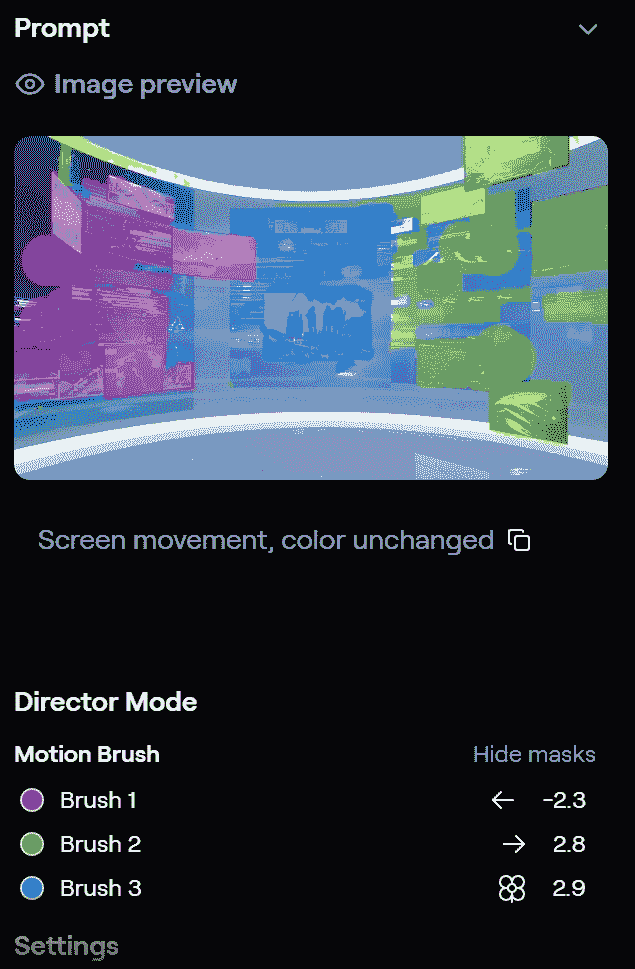 Prompt
Image preview
Screen movement, color unchanged
Director Mode
Motion Brush Hide masks
Brush 1 -2.3
Brush 2 2.8
Brush 3 2.9
Settings